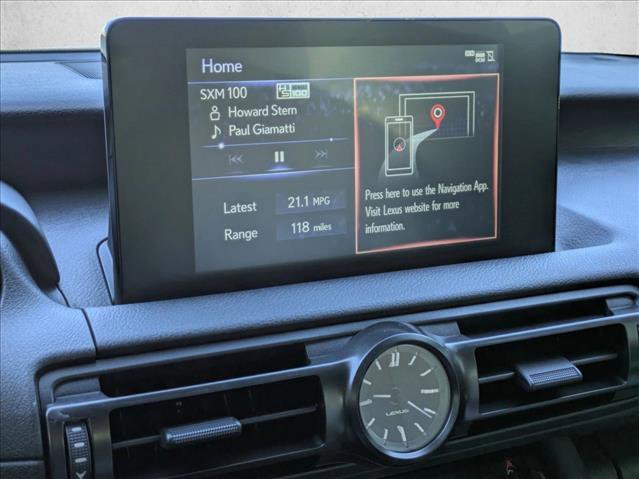 Home
SXM 100
Howard Stern
Paul Giamatti
Latest 21.1 MPG
Range 118 miles
Press here to use the Navigation App.
Visit Lexus website for more
information.
LEXUS